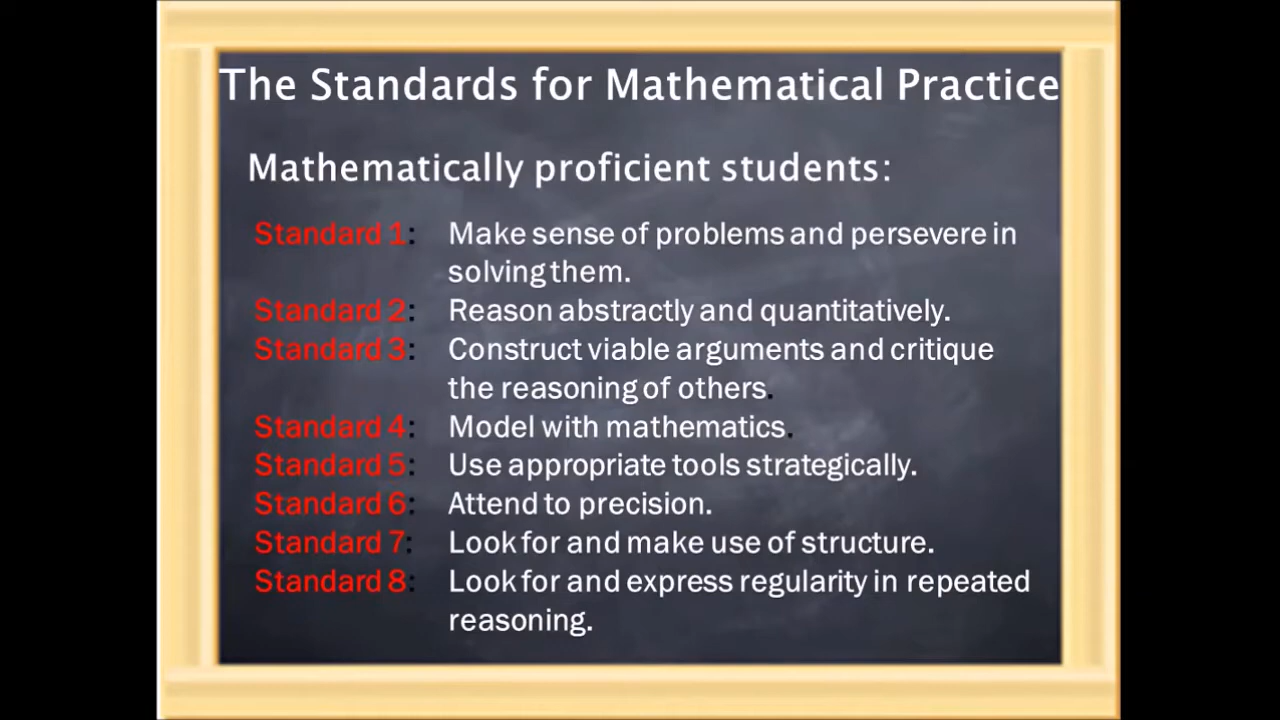 The Standards for Mathematical Practice
Mathematically proficient students:
Standard 1: Make sense of problems and persevere in
solving them.
Standard 2: Reason abstractly and quantitatively.
Standard 3: Construct viable arguments and critique
the reasoning of others.
Standard 4: Model with mathematics.
Standard 5: Use appropriate tools strategically.
Standard 6: Attend to precision.
Standard 7: Look for and make use of structure.
Standard 8: Look for and express regularity in repeated
reasoning.